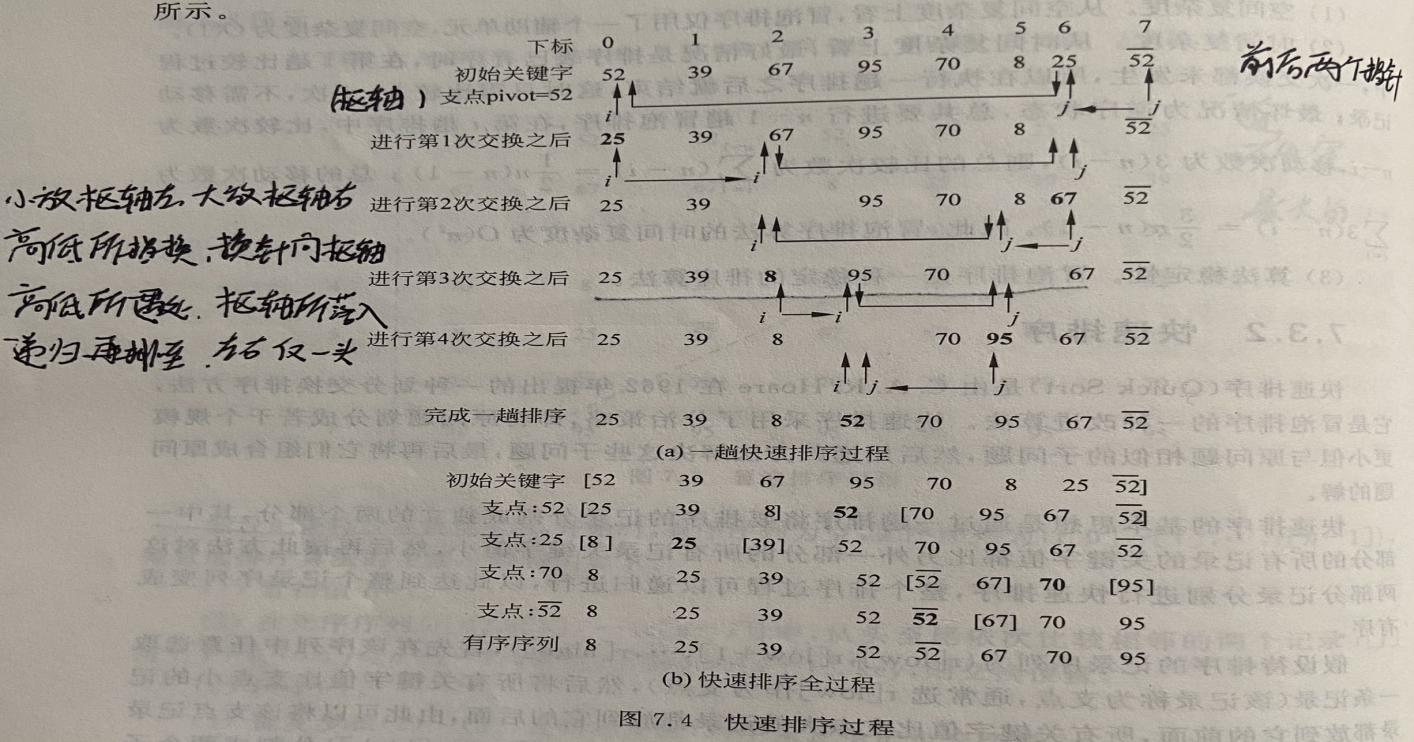 所示。
下标 0 1 2 3 4 5 6 7
初始关键字 52 39 67 95 70 8 25 52
前后两个指针
(枢轴) 支点pivot=52
i j j
进行第1次交换之后 25 39 67 95 70 8 52
i i j
小放枢轴左、大放枢轴右 进行第2次交换之后 25 39 95 70 8 67 52
高低所指换、换针问枢轴
i j j
进行第3次交换之后 25 39 8 95 70 67 52
高低所遇处、枢轴所落入
i i j
递归再排至、左右仅一头 进行第4次交换之后 25 39 8 70 95 67 52
i j j
完成一趟排序 25 39 8 52 70 95 67 52
(a) 一趟快速排序过程
初始关键字 [52 39 67 95 70 8 25 52]
支点:52 [25 39 8] 52 [70 95 67 52]
支点:25 [8] 25 [39] 52 70 95 67 52
支点:70 8 25 39 52 [52 67] 70 [95]
支点:52 8 25 39 52 52 [67] 70 95
有序序列 8 25 39 52 52 67 70 95
(b) 快速排序全过程
图 7.4 快速排序过程